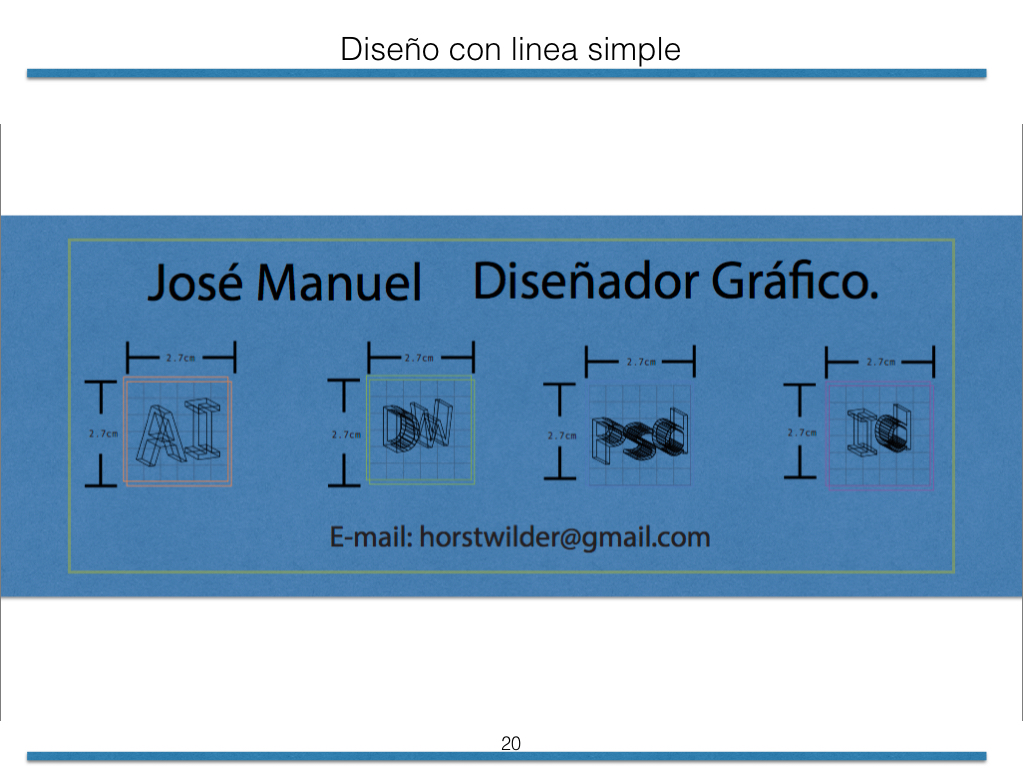 Diseño con linea simple
José Manuel Diseñador Gráfico.
2.7cm 2.7cm 2.7cm 2.7cm
2.7cm AI 2.7cm DW 2.7cm PSd 2.7cm Id
E-mail: horstwilder@gmail.com
20